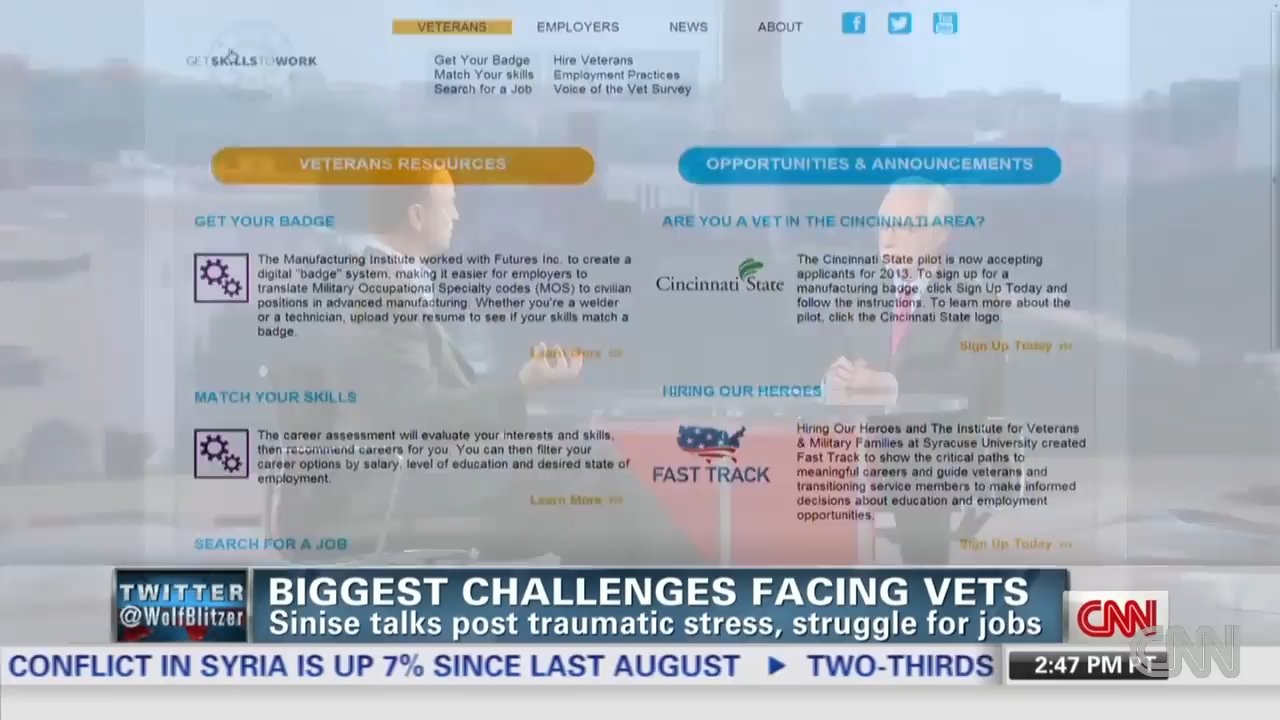 VETERANS EMPLOYERS NEWS ABOUT
GETSKILLSTOWORK
Get Your Badge Hire Veterans
Match Your skills Employment Practices
Search for a Job Voice of the Vet Survey
VETERANS RESOURCES
GET YOUR BADGE
The Manufacturing Institute worked with Futures Inc. to create a
digital "badge" system, making it easier for employers to
translate Military Occupational Specialty codes (MOS) to civilian
positions in advanced manufacturing. Whether you're a welder
or a technician, upload your resume to see if your skills match a
badge.
Learn More >>>
MATCH YOUR SKILLS
The career assessment will evaluate your interests and skills,
then recommend careers for you. You can then filter your
career options by salary, level of education and desired state of
employment.
Learn More >>>
SEARCH FOR A JOB
OPPORTUNITIES & ANNOUNCEMENTS
ARE YOU A VET IN THE CINCINNATI AREA?
Cincinnati State
The Cincinnati State pilot is now accepting
applicants for 2013. To sign up for a
manufacturing badge, click Sign Up Today and
follow the instructions. To learn more about the
pilot, click the Cincinnati State logo.
Sign Up Today >>>
HIRING OUR HEROES
FAST TRACK
Hiring Our Heroes and The Institute for Veterans
& Military Families at Syracuse University created
Fast Track to show the critical paths to
meaningful careers and guide veterans and
transitioning service members to make informed
decisions about education and employment
opportunities.
Sign Up Today >>>
TWITTER
@WolfBlitzer
BIGGEST CHALLENGES FACING VETS
Sinise talks post traumatic stress, struggle for jobs
CNN
CONFLICT IN SYRIA IS UP 7% SINCE LAST AUGUST ▶ TWO-THIRDS
2:47 PM PT
CNN